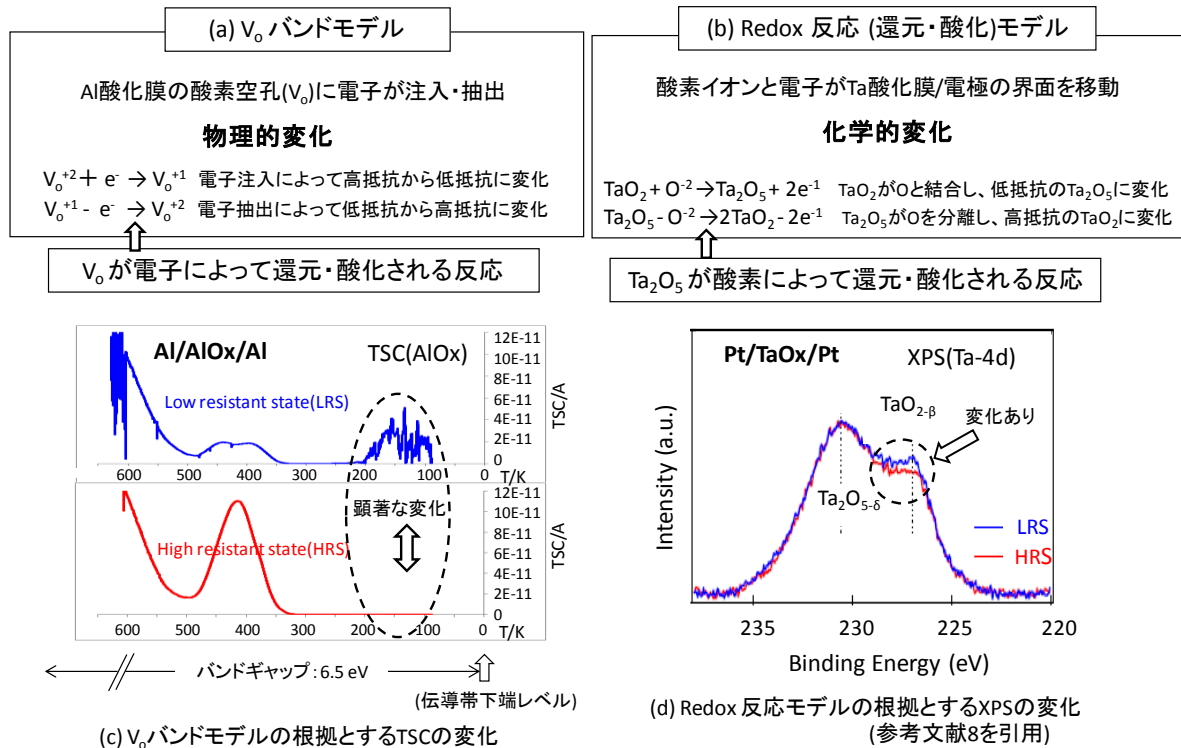 (a) Vₒ バンドモデル
Al酸化膜の酸素空孔(Vₒ)に電子が注入・抽出
物理的変化
Vₒ⁺²＋ e⁻ → Vₒ⁺¹ 電子注入によって高抵抗から低抵抗に変化
Vₒ⁺¹- e⁻ → Vₒ⁺² 電子抽出によって低抵抗から高抵抗に変化
Vₒ が電子によって還元・酸化される反応
(b) Redox 反応 (還元・酸化)モデル
酸素イオンと電子がTa酸化膜/電極の界面を移動
化学的変化
TaO₂ + O⁻² →Ta₂O₅ + 2e⁻¹ TaO₂がOと結合し、低抵抗のTa₂O₅に変化
Ta₂O₅ - O⁻²→2TaO₂ - 2e⁻¹ Ta₂O₅がOを分離し、高抵抗のTaO₂に変化
Ta₂O₅ が酸素によって還元・酸化される反応
Al/AlOx/Al
TSC(AlOx)
Low resistant state(LRS)
12E-11
10E-11
8E-11
6E-11
4E-11
2E-11
0
TSC/A
600 500 400 300 200 100 0
T/K
顕著な変化
High resistant state(HRS)
12E-11
10E-11
8E-11
6E-11
4E-11
2E-11
0
TSC/A
600 500 400 300 200 100 0 T/K
バンドギャップ：6.5 eV
(伝導帯下端レベル)
(c) Vₒバンドモデルの根拠とするTSCの変化
Pt/TaOx/Pt
XPS(Ta-4d)
TaO₂₋ᵦ
変化あり
Ta₂O₅₋δ
LRS
HRS
Intensity (a.u.)
235 230 225 220
Binding Energy (eV)
(d) Redox 反応モデルの根拠とするXPSの変化
(参考文献8を引用)